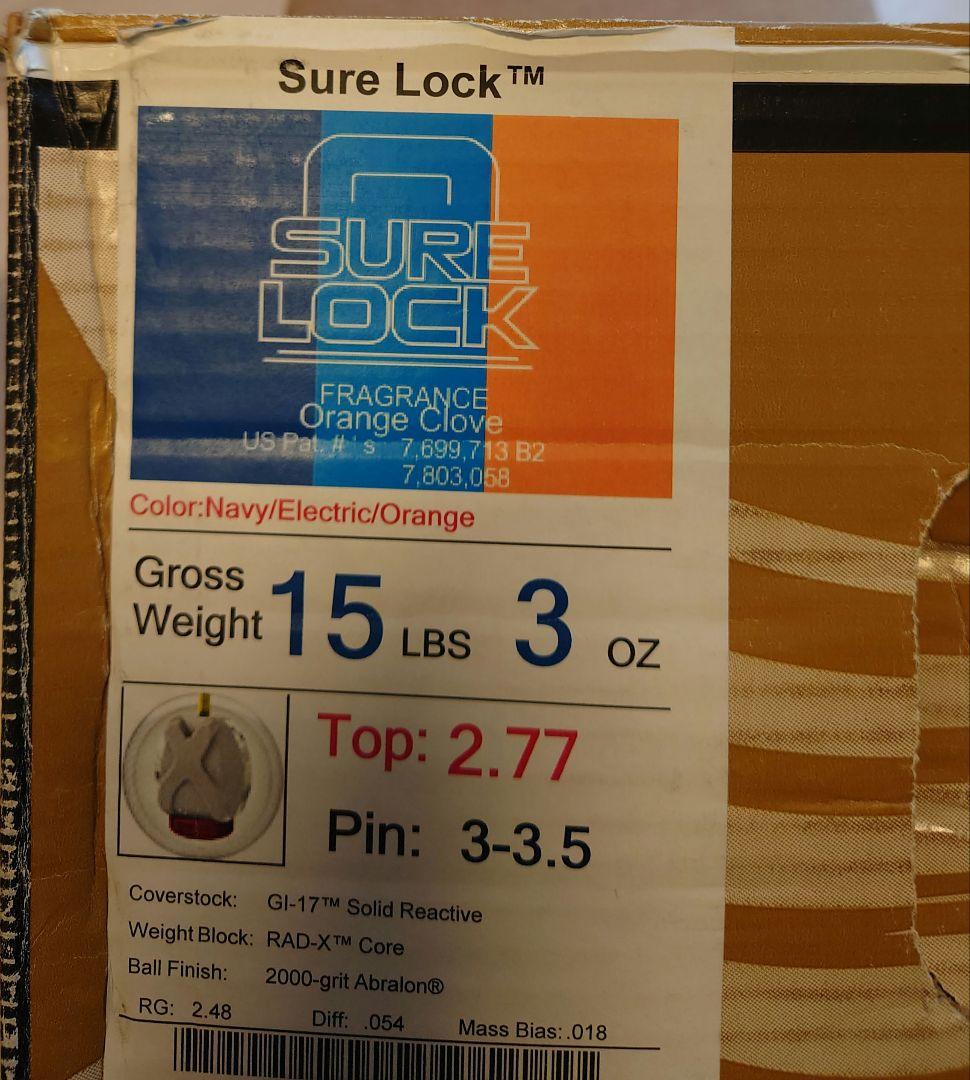 Sure Lock™
SURE
LOCK
FRAGRANCE
Orange Clove
US Pat. #`s 7,699,713 B2
7,803,058
Color:Navy/Electric/Orange
Gross
Weight 15 LBS 3 OZ
Top: 2.77
Pin: 3-3.5
Coverstock: GI-17™ Solid Reactive
Weight Block: RAD-X™ Core
Ball Finish: 2000-grit Abralon®
RG: 2.48 Diff: .054 Mass Bias: .018